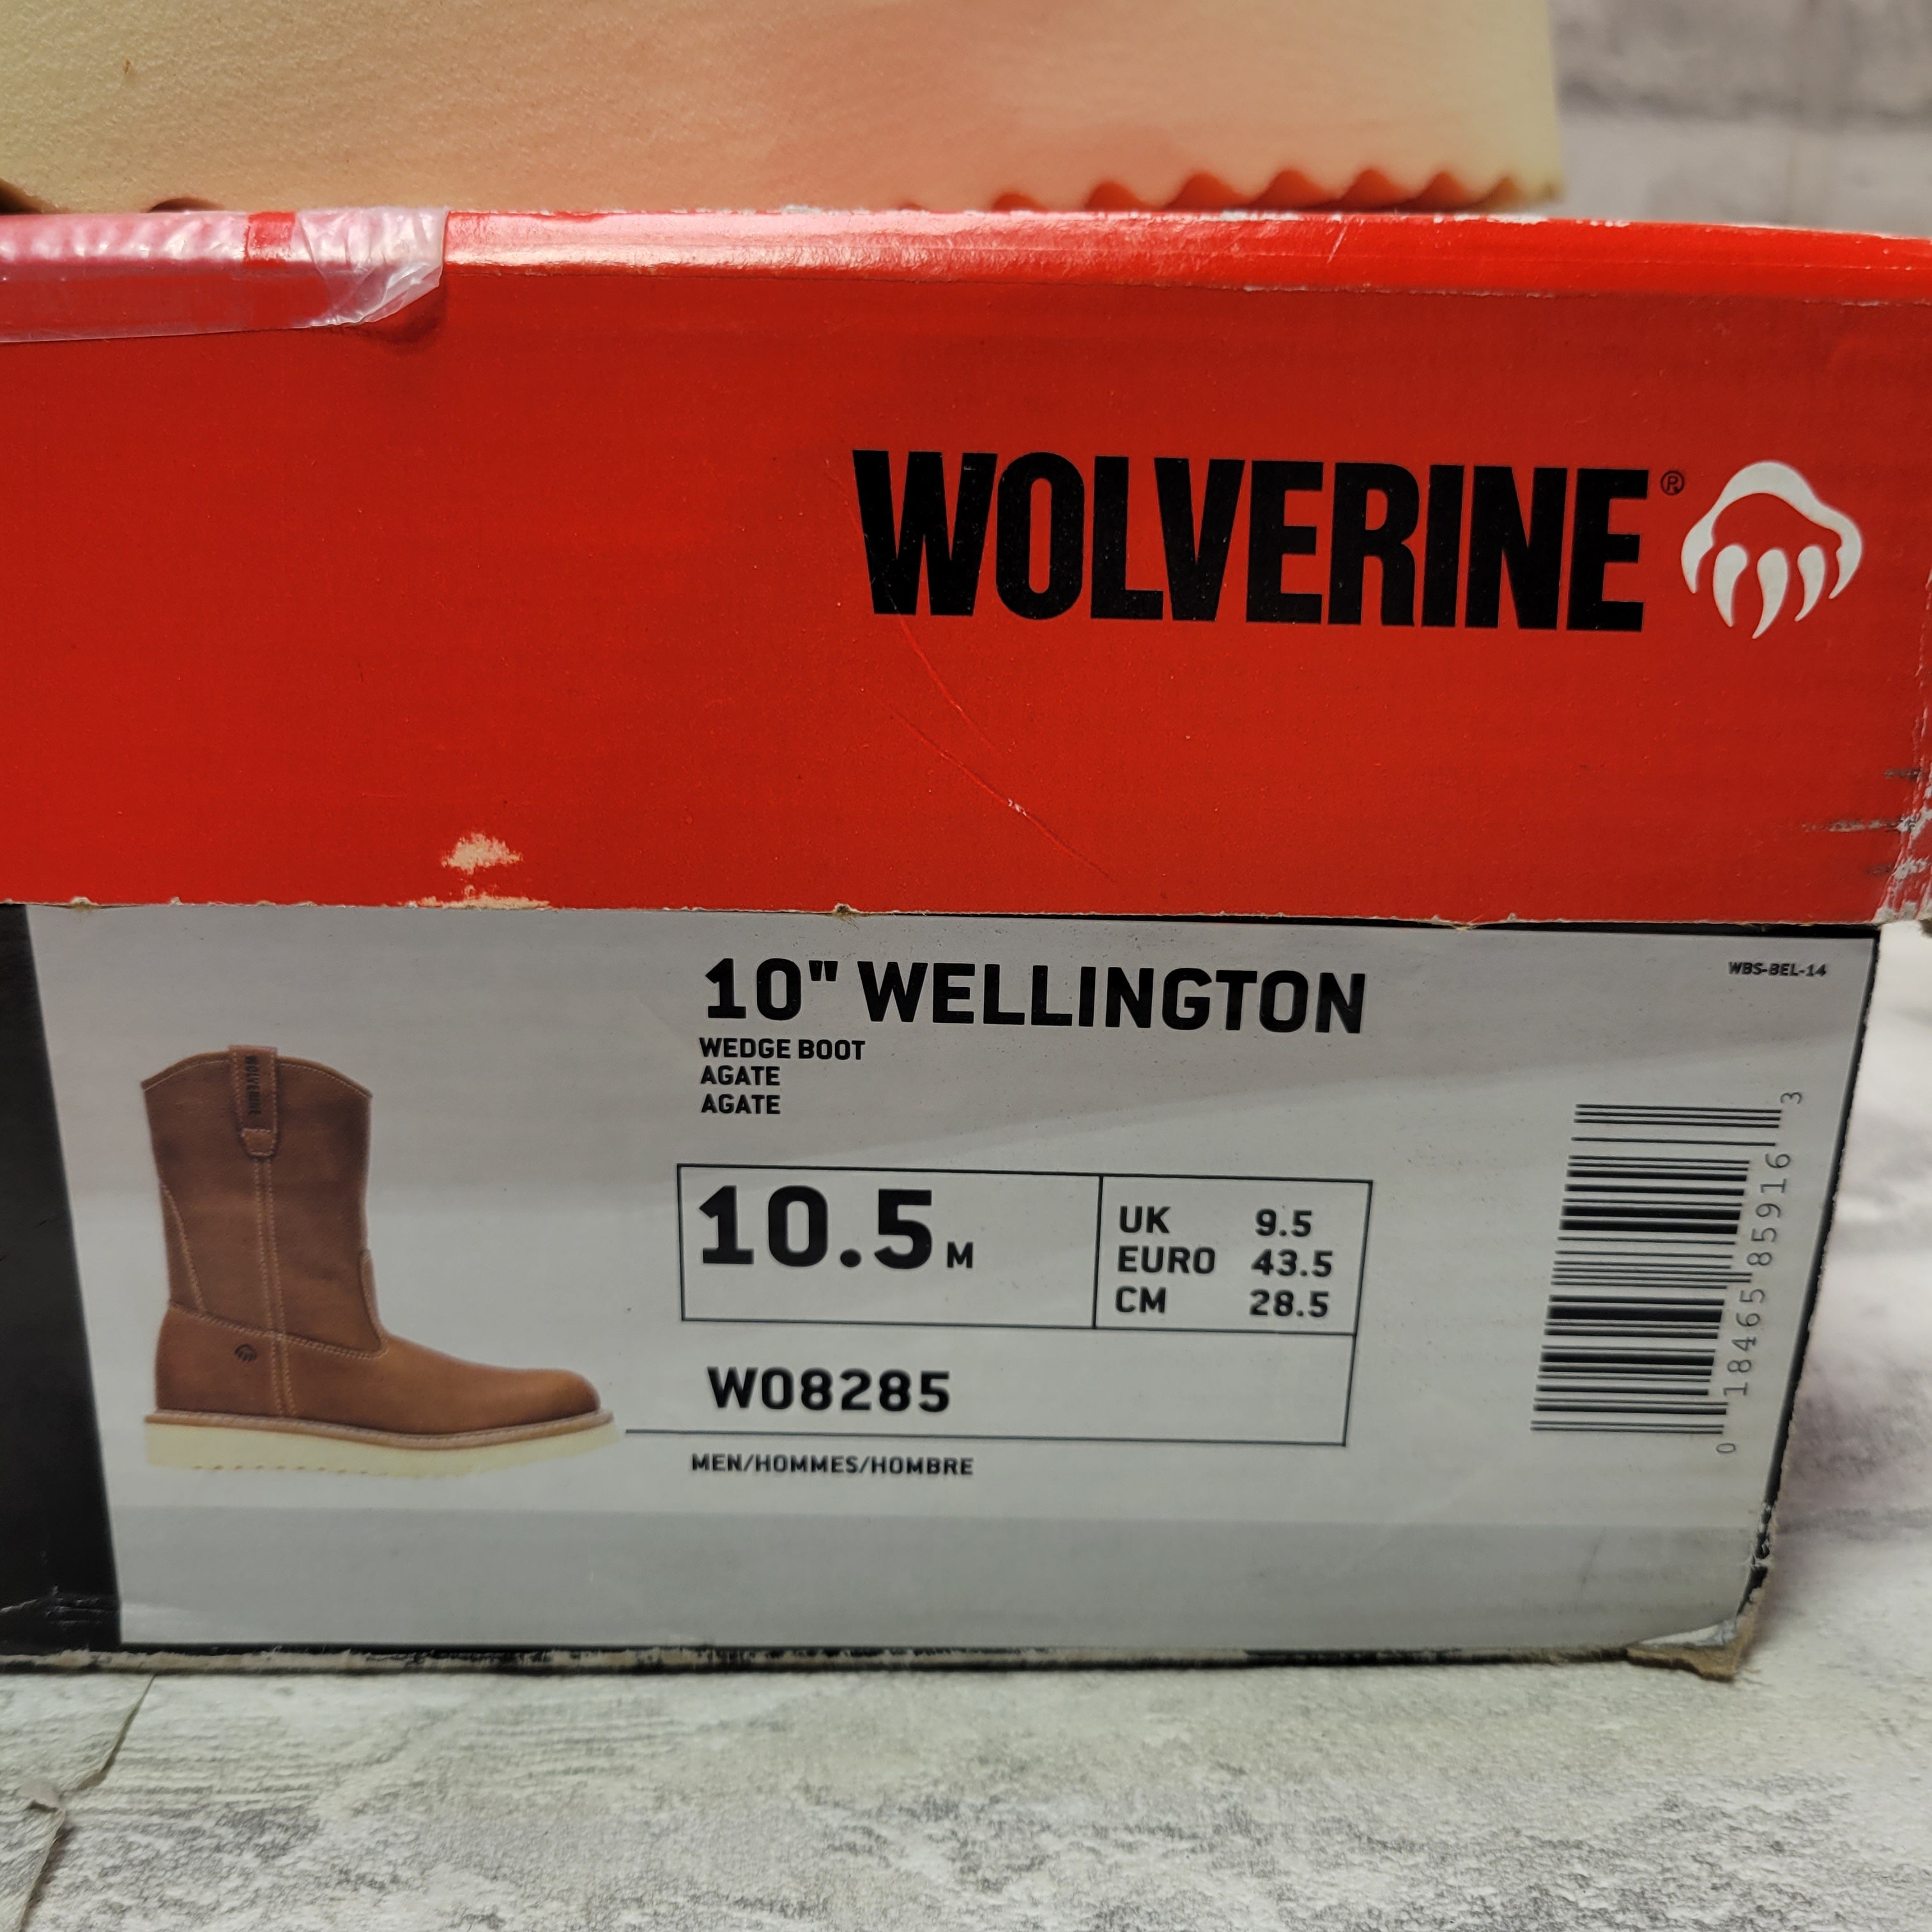 WOLVERINE®
10" WELLINGTON
WBS-BEL-14
WEDGE BOOT
AGATE
AGATE
WOLVERINE
10.5 M
UK 9.5
EURO 43.5
CM 28.5
W08285
MEN/HOMMES/HOMBRE
0 18465 85916 3